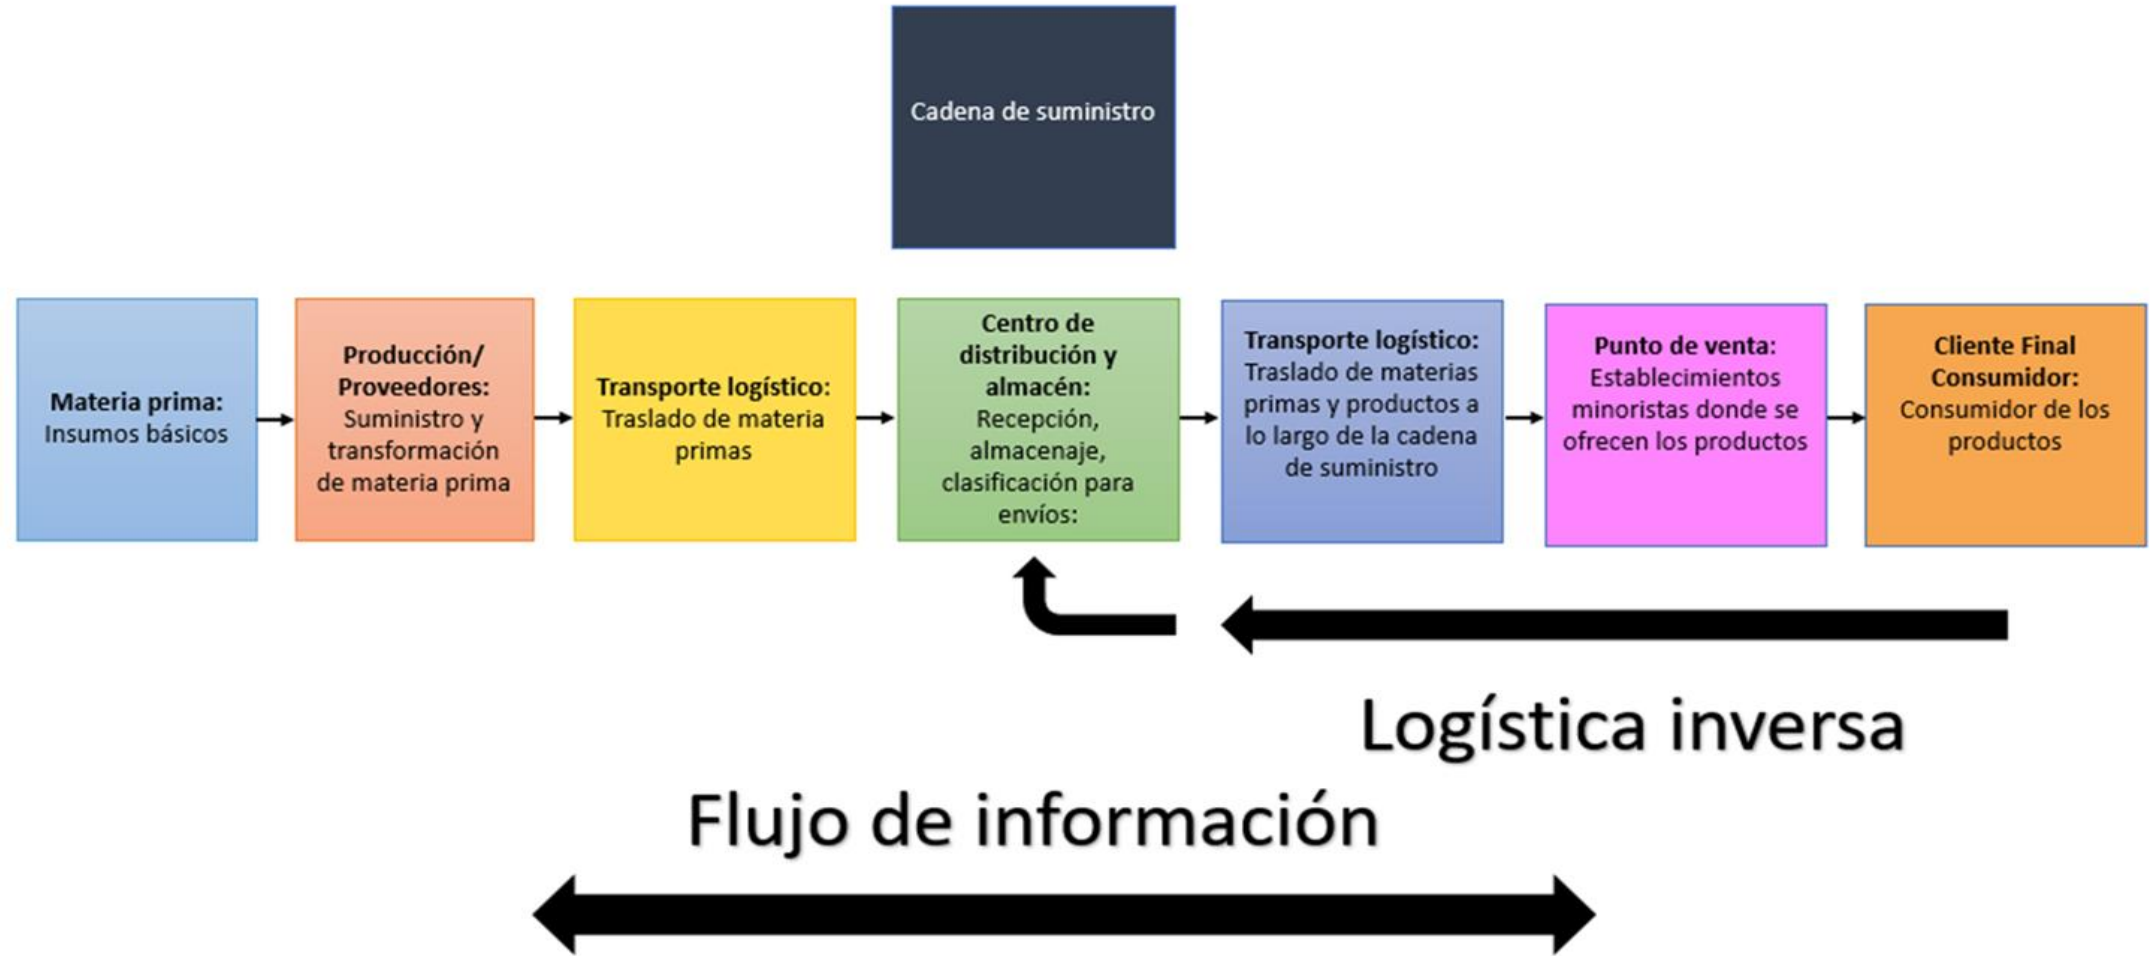 Cadena de suministro
Materia prima:
Insumos básicos
Producción/
Proveedores:
Suministro y
transformación
de materia prima
Transporte logístico:
Traslado de materia
primas
Centro de
distribución y
almacén:
Recepción,
almacenaje,
clasificación para
envíos:
Transporte logístico:
Traslado de materias
primas y productos a
lo largo de la cadena
de suministro
Punto de venta:
Establecimientos
minoristas donde se
ofrecen los productos
Cliente Final
Consumidor:
Consumidor de los
productos
Logística inversa
Flujo de información